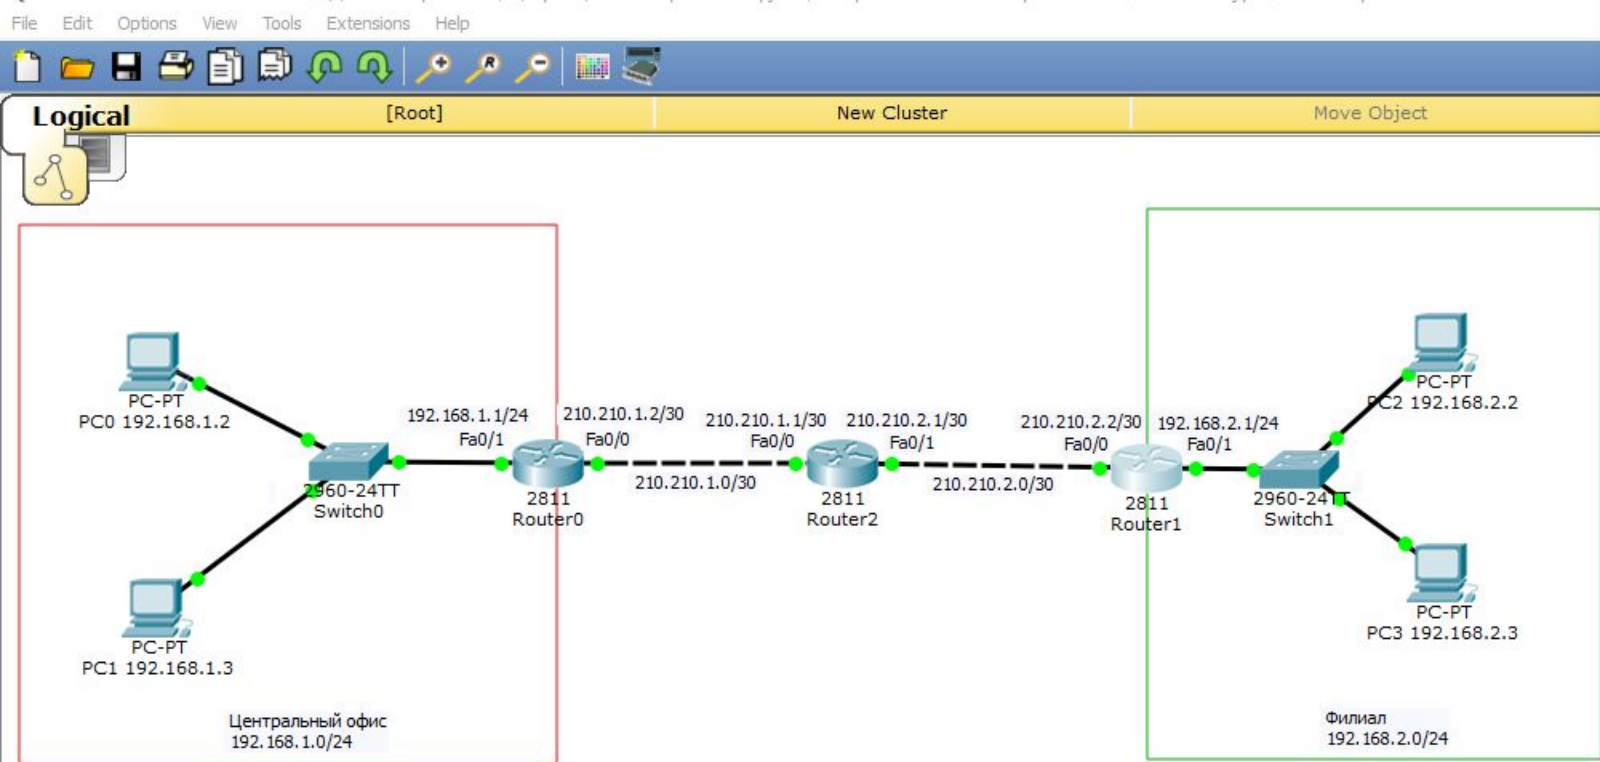 File Edit Options View Tools Extensions Help
Logical
[Root]
New Cluster
Move Object
R
PC-PT
PC0 192.168.1.2
2960-24TT
Switch0
PC-PT
PC1 192.168.1.3
Центральный офис
192.168.1.0/24
192.168.1.1/24
Fa0/1
210.210.1.2/30
Fa0/0
2811
Router0
210.210.1.0/30
210.210.1.1/30
Fa0/0
210.210.2.1/30
Fa0/1
2811
Router2
210.210.2.0/30
210.210.2.2/30
Fa0/0
192.168.2.1/24
Fa0/1
2811
Router1
2960-24TT
Switch1
PC-PT
PC2 192.168.2.2
PC-PT
PC3 192.168.2.3
Филиал
192.168.2.0/24